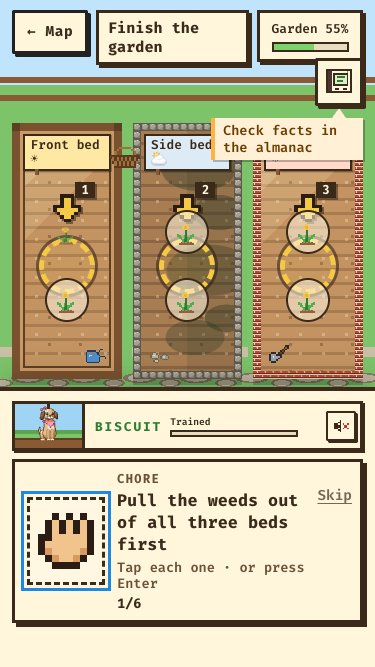 ← Map
Finish the
garden
Garden 55%
Check facts in
the almanac
Front bed
Side bed
1
2
3
BISCUIT
Trained
CHORE
Pull the weeds out
of all three beds
first
Skip
Tap each one · or press
Enter
1/6